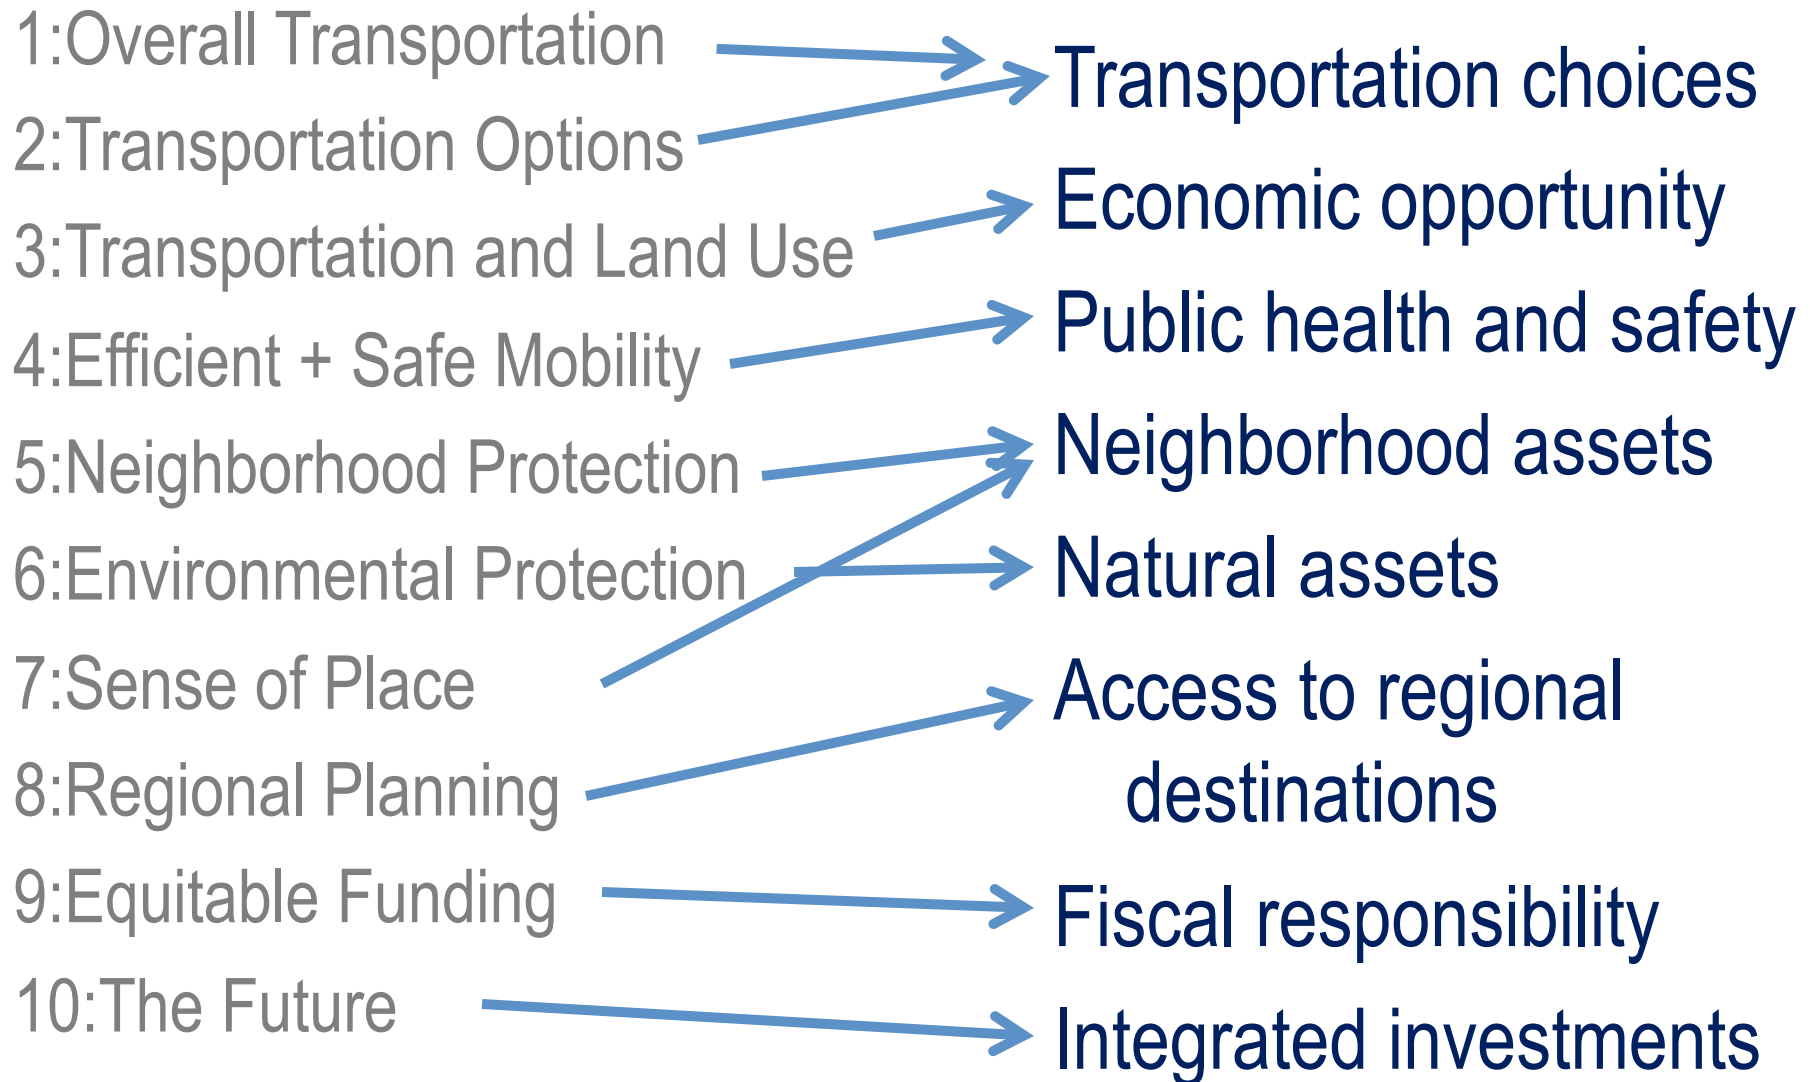 1:Overall Transportation
2:Transportation Options
3:Transportation and Land Use
4:Efficient + Safe Mobility
5:Neighborhood Protection
6:Environmental Protection
7:Sense of Place
8:Regional Planning
9:Equitable Funding
10:The Future
Transportation choices
Economic opportunity
Public health and safety
Neighborhood assets
Natural assets
Access to regional
destinations
Fiscal responsibility
Integrated investments